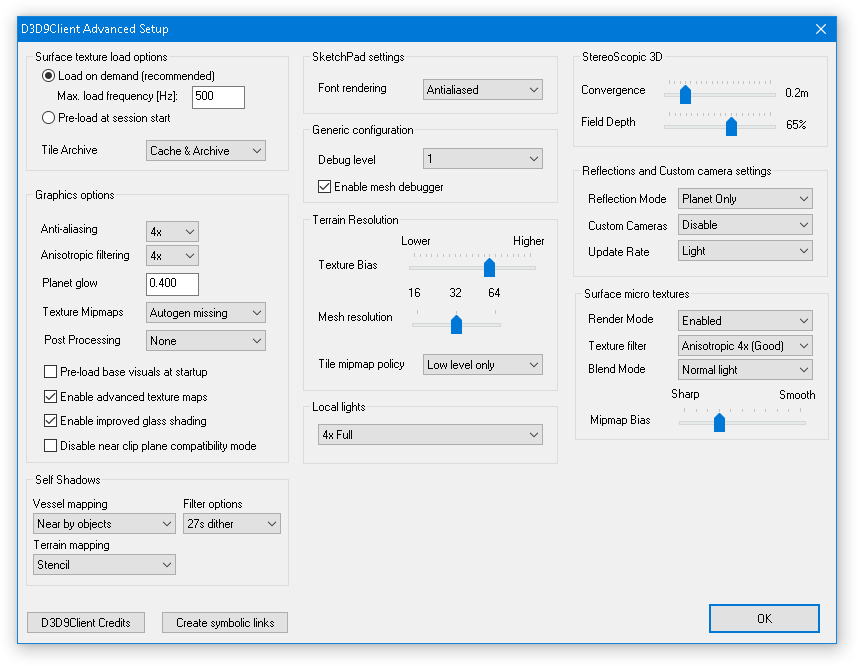 D3D9Client Advanced Setup
Surface texture load options
Load on demand (recommended)
Max. load frequency [Hz]: 500
Pre-load at session start
Tile Archive Cache & Archive
Graphics options
Anti-aliasing 4x
Anisotropic filtering 4x
Planet glow 0.400
Texture Mipmaps Autogen missing
Post Processing None
Pre-load base visuals at startup
Enable advanced texture maps
Enable improved glass shading
Disable near clip plane compatibility mode
Self Shadows
Vessel mapping Filter options
Near by objects 27s dither
Terrain mapping
Stencil
D3D9Client Credits Create symbolic links
SketchPad settings
Font rendering Antialiased
Generic configuration
Debug level 1
Enable mesh debugger
Terrain Resolution
Lower Higher
Texture Bias
16 32 64
Mesh resolution
Tile mipmap policy Low level only
Local lights
4x Full
StereoScopic 3D
Convergence 0.2m
Field Depth 65%
Reflections and Custom camera settings
Reflection Mode Planet Only
Custom Cameras Disable
Update Rate Light
Surface micro textures
Render Mode Enabled
Texture filter Anisotropic 4x (Good)
Blend Mode Normal light
Sharp Smooth
Mipmap Bias
OK